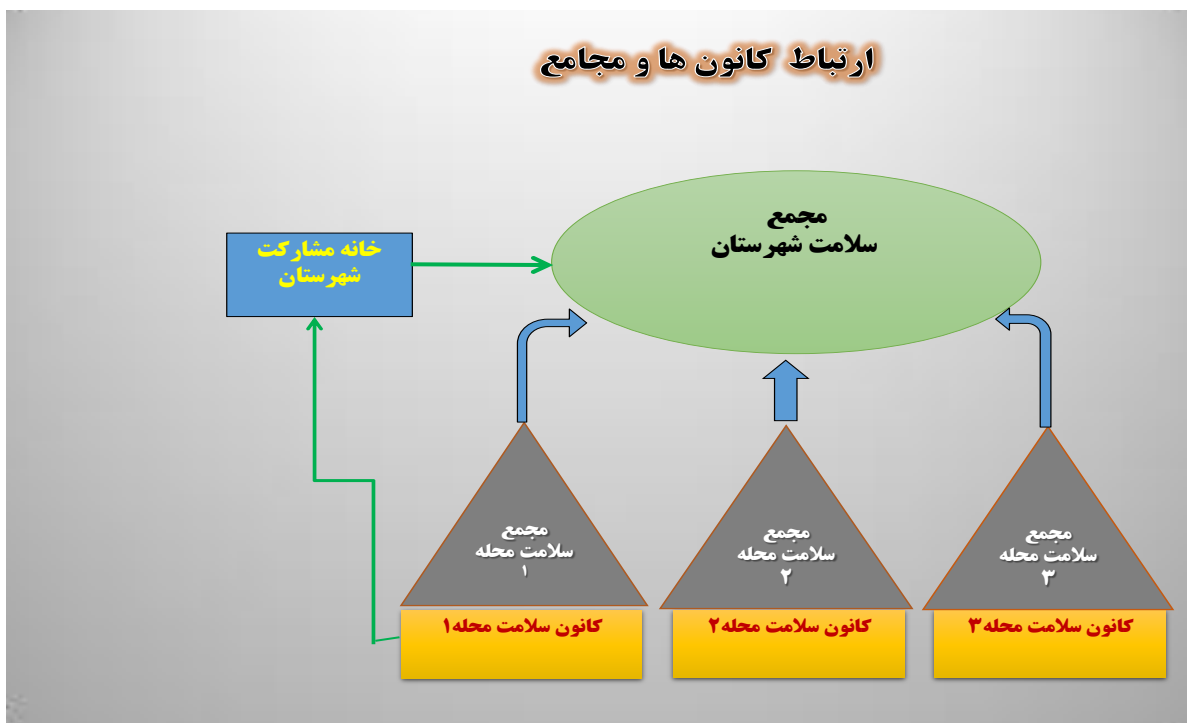 ارتباط کانون ها و مجامع
مجمع
سلامت شهرستان
خانه مشارکت
شهرستان
مجمع
سلامت محله
۳
مجمع
سلامت محله
۲
مجمع
سلامت محله
۱
کانون سلامت محله۳
کانون سلامت محله۲
کانون سلامت محله۱